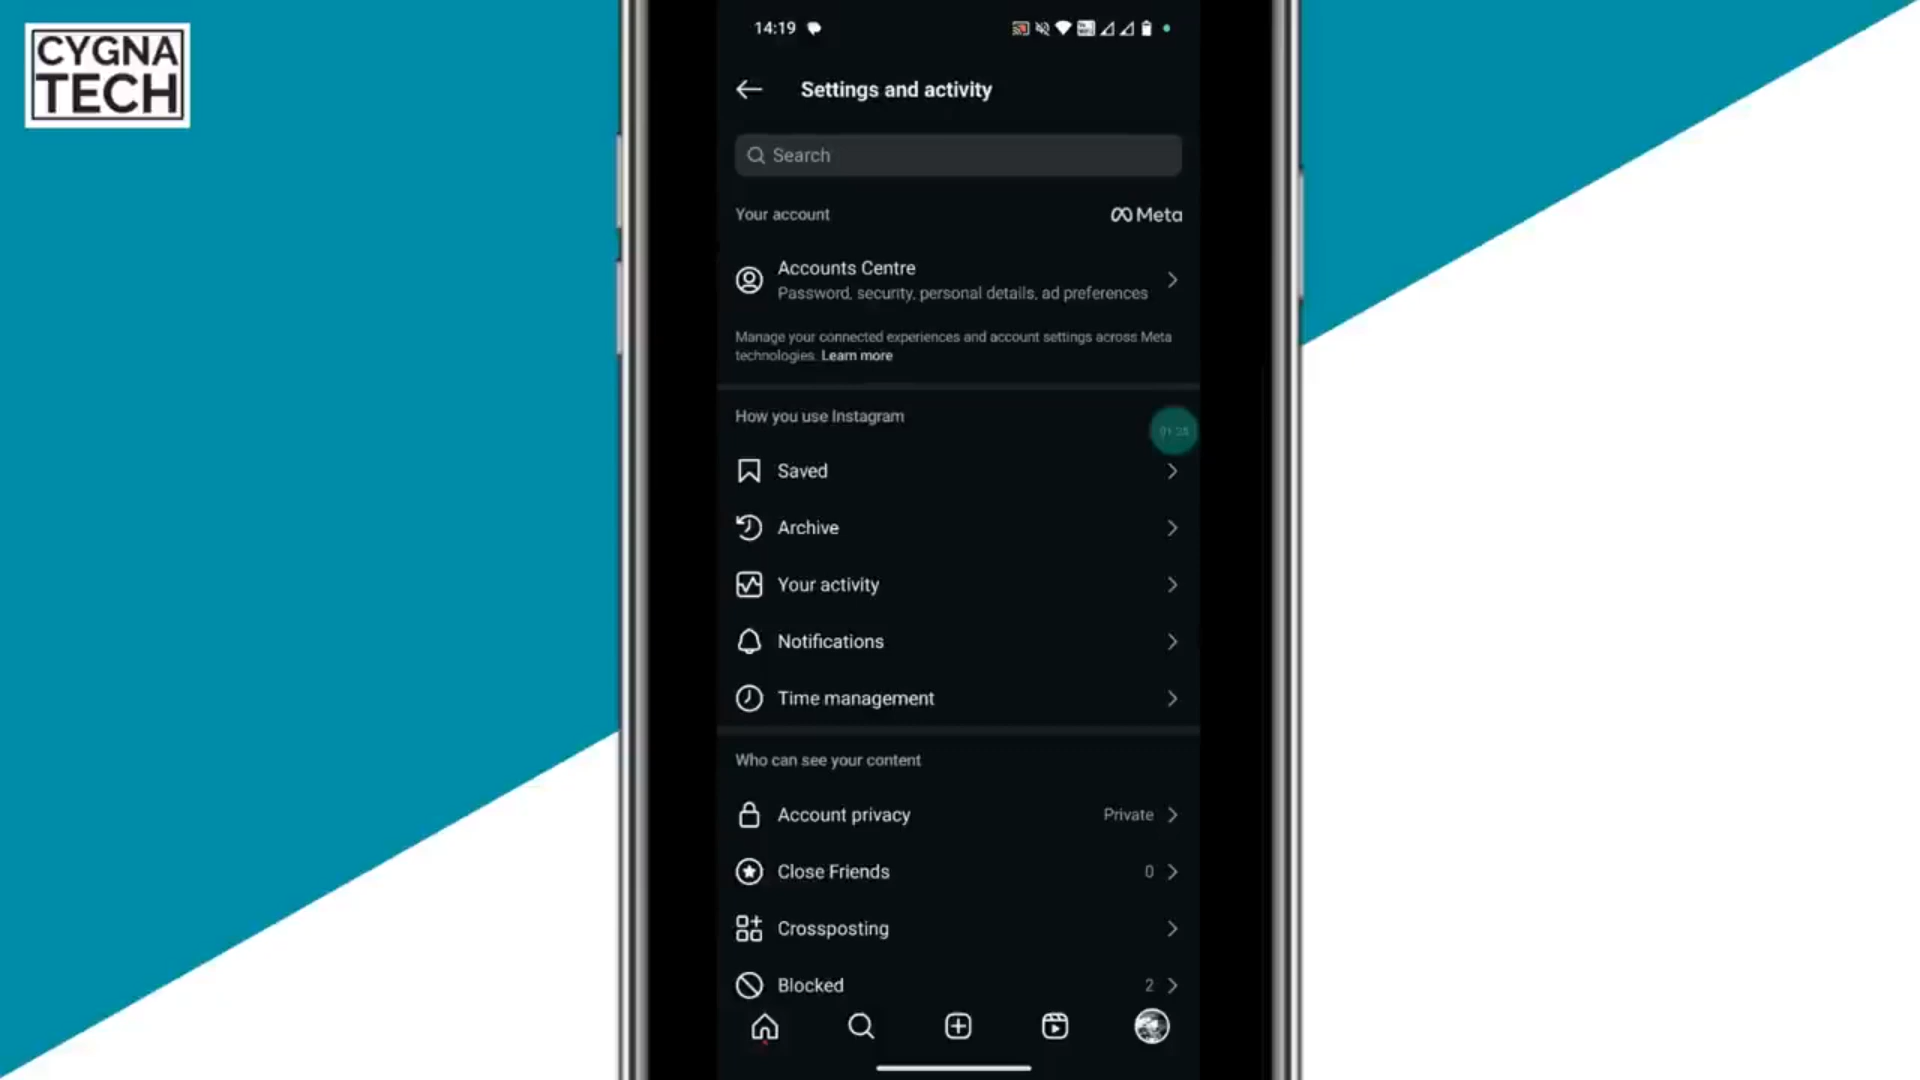 CYGNA
TECH
14:19
Settings and activity
Search
Your account
Meta
Accounts Centre
Password, security, personal details, ad preferences
Manage your connected experiences and account settings across Meta
technologies. Learn more
How you use Instagram
Saved
Archive
Your activity
Notifications
Time management
Who can see your content
Account privacy Private
Close Friends 0
Crossposting
Blocked 2